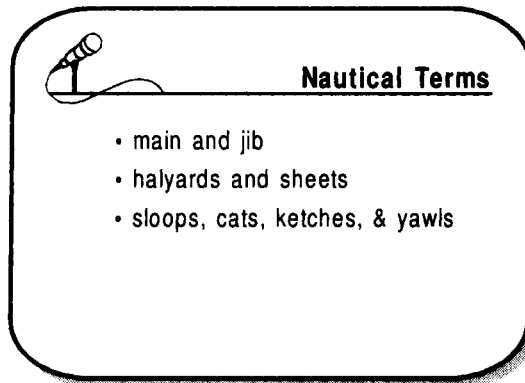 Nautical Terms
• main and jib
• halyards and sheets
• sloops, cats, ketches, & yawls